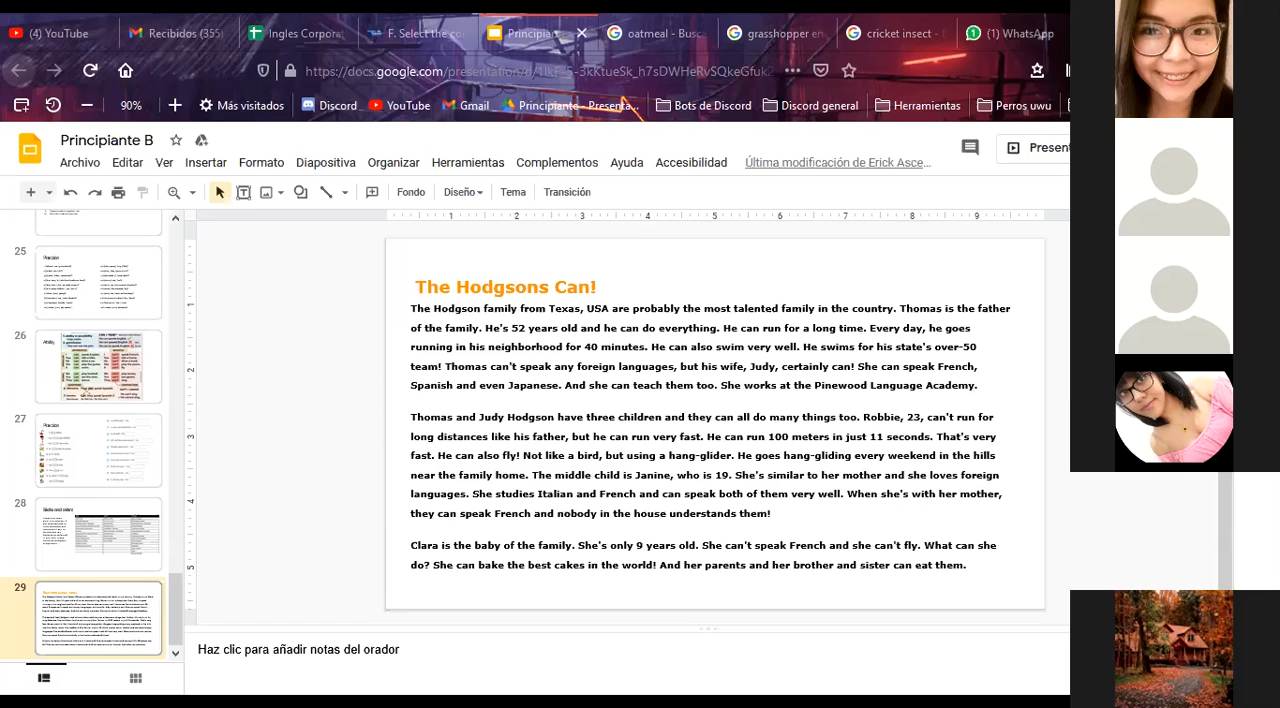 (4) YouTube
Recibidos (355)
Ingles Corporat
F. Select the co
Principian
oatmeal - Busc
grasshopper en
cricket insect - B
(1) WhatsApp
https://docs.google.com/presentation/d/
90%
Más visitados
Discord
YouTube
Gmail
Principiante - Presenta...
Bots de Discord
Discord general
Herramientas
Perros uwu
Principiante B
Archivo Editar Ver Insertar Formato Diapositiva Organizar Herramientas Complementos Ayuda Accesibilidad
Última modificación de Erick Asce...
Present
Fondo Diseño Tema Transición
1 2 3 4 5 6 7 8 9
25
26
27
28
29
1
2
3
4
5
The Hodgsons Can!
The Hodgson family from Texas, USA are probably the most talented family in the country. Thomas is the father
of the family. He's 52 years old and he can do everything. He can run for a long time. Every day, he goes
running in his neighborhood for 40 minutes. He can also swim very well. He swims for his state's over-50
team! Thomas can't speak any foreign languages, but his wife, Judy, certainly can! She can speak French,
Spanish and even Japanese. And she can teach them too. She works at the Pinewood Language Academy.
Thomas and Judy Hodgson have three children and they can all do many things too. Robbie, 23, can't run for
long distances like his father, but he can run very fast. He can run 100 meters in just 11 seconds. That's very
fast. He can also fly! Not like a bird, but using a hang-glider. He goes hang-gliding every weekend in the hills
near the family home. The middle child is Janine, who is 19. She's similar to her mother and she loves foreign
languages. She studies Italian and French and can speak both of them very well. When she's with her mother,
they can speak French and nobody in the house understands them!
Clara is the baby of the family. She's only 9 years old. She can't speak French and she can't fly. What can she
do? She can bake the best cakes in the world! And her parents and her brother and sister can eat them.
Haz clic para añadir notas del orador